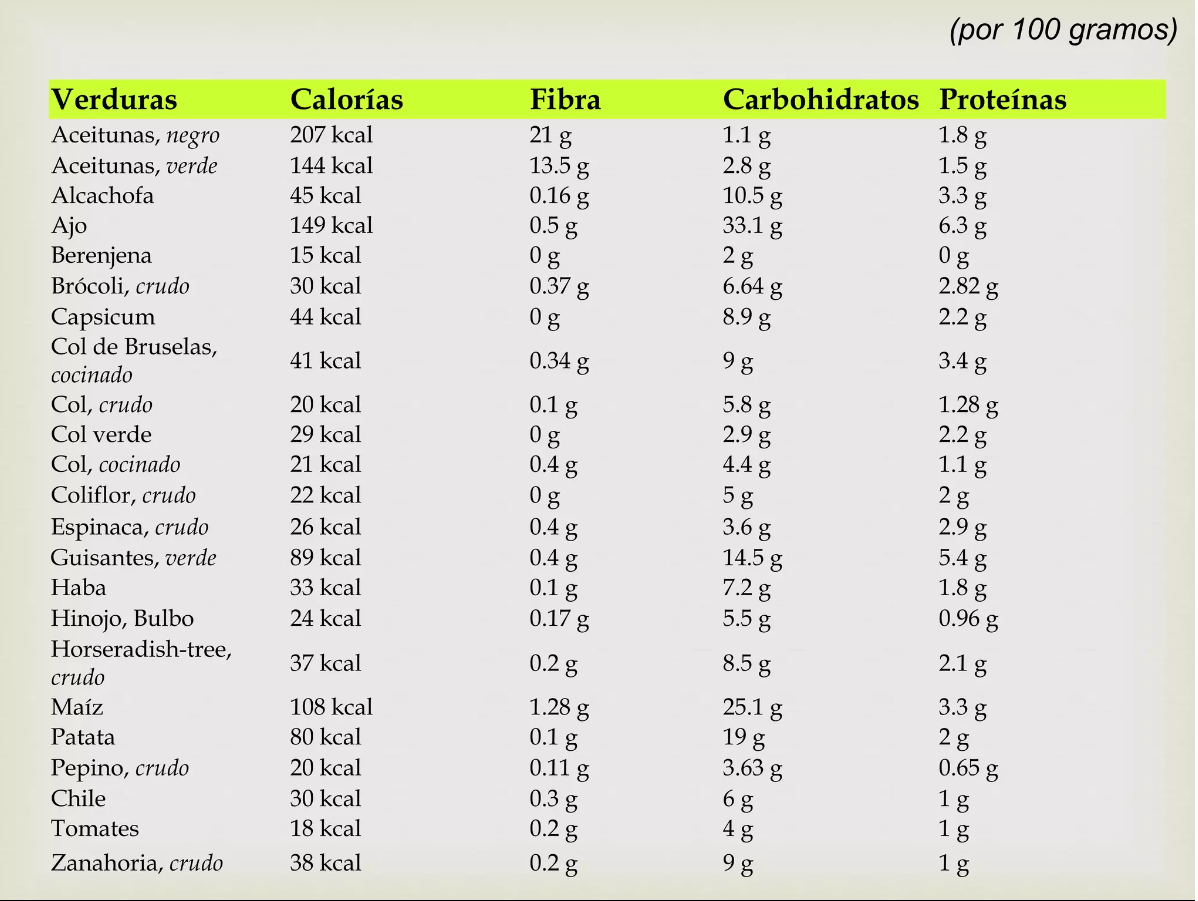 (por 100 gramos)
Verduras Calorías Fibra Carbohidratos Proteínas
Aceitunas, negro 207 kcal 21 g 1.1 g 1.8 g
Aceitunas, verde 144 kcal 13.5 g 2.8 g 1.5 g
Alcachofa 45 kcal 0.16 g 10.5 g 3.3 g
Ajo 149 kcal 0.5 g 33.1 g 6.3 g
Berenjena 15 kcal 0 g 2 g 0 g
Brócoli, crudo 30 kcal 0.37 g 6.64 g 2.82 g
Capsicum 44 kcal 0 g 8.9 g 2.2 g
Col de Bruselas,
cocinado 41 kcal 0.34 g 9 g 3.4 g
Col, crudo 20 kcal 0.1 g 5.8 g 1.28 g
Col verde 29 kcal 0 g 2.9 g 2.2 g
Col, cocinado 21 kcal 0.4 g 4.4 g 1.1 g
Coliflor, crudo 22 kcal 0 g 5 g 2 g
Espinaca, crudo 26 kcal 0.4 g 3.6 g 2.9 g
Guisantes, verde 89 kcal 0.4 g 14.5 g 5.4 g
Haba 33 kcal 0.1 g 7.2 g 1.8 g
Hinojo, Bulbo 24 kcal 0.17 g 5.5 g 0.96 g
Horseradish-tree,
crudo 37 kcal 0.2 g 8.5 g 2.1 g
Maíz 108 kcal 1.28 g 25.1 g 3.3 g
Patata 80 kcal 0.1 g 19 g 2 g
Pepino, crudo 20 kcal 0.11 g 3.63 g 0.65 g
Chile 30 kcal 0.3 g 6 g 1 g
Tomates 18 kcal 0.2 g 4 g 1 g
Zanahoria, crudo 38 kcal 0.2 g 9 g 1 g